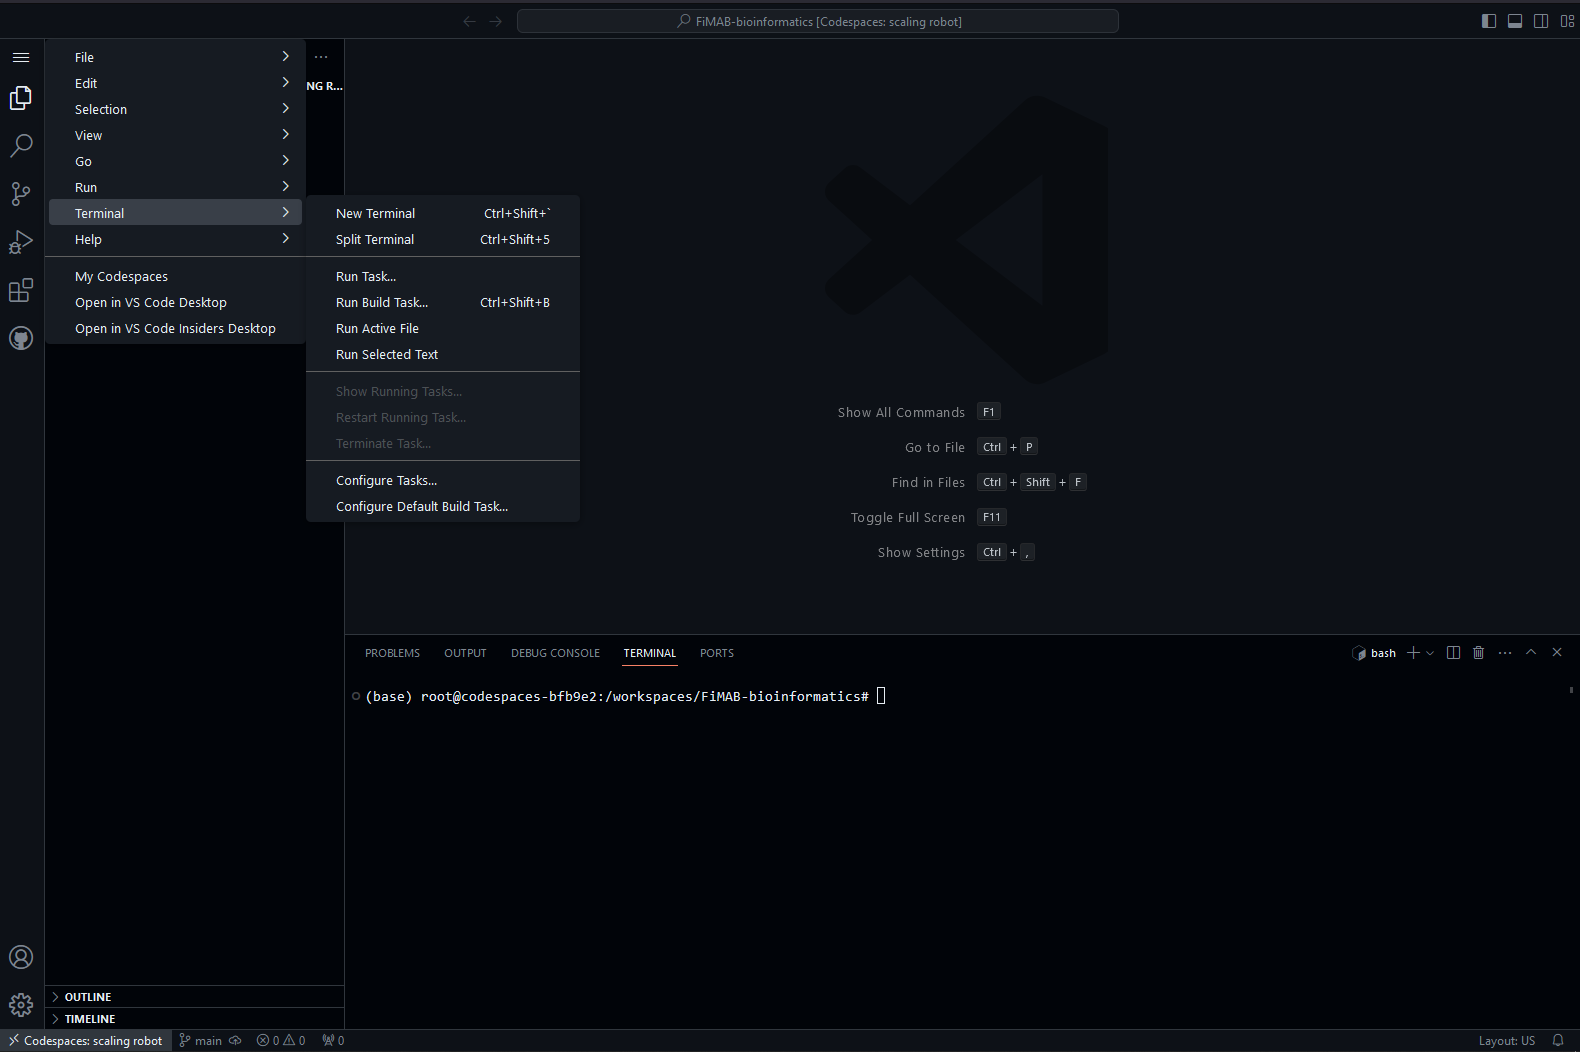 FiMAB-bioinformatics [Codespaces: scaling robot]
File
Edit
Selection
View
Go
Run
Terminal
Help
My Codespaces
Open in VS Code Desktop
Open in VS Code Insiders Desktop
NG R...
New Terminal Ctrl+Shift+`
Split Terminal Ctrl+Shift+5
Run Task...
Run Build Task... Ctrl+Shift+B
Run Active File
Run Selected Text
Show Running Tasks...
Restart Running Task...
Terminate Task...
Configure Tasks...
Configure Default Build Task...
Show All Commands F1
Go to File Ctrl + P
Find in Files Ctrl + Shift + F
Toggle Full Screen F11
Show Settings Ctrl + ,
PROBLEMS OUTPUT DEBUG CONSOLE TERMINAL PORTS bash
(base) root@codespaces-bfb9e2:/workspaces/FiMAB-bioinformatics#
OUTLINE
TIMELINE
Codespaces: scaling robot main 0 0 0 Layout: US